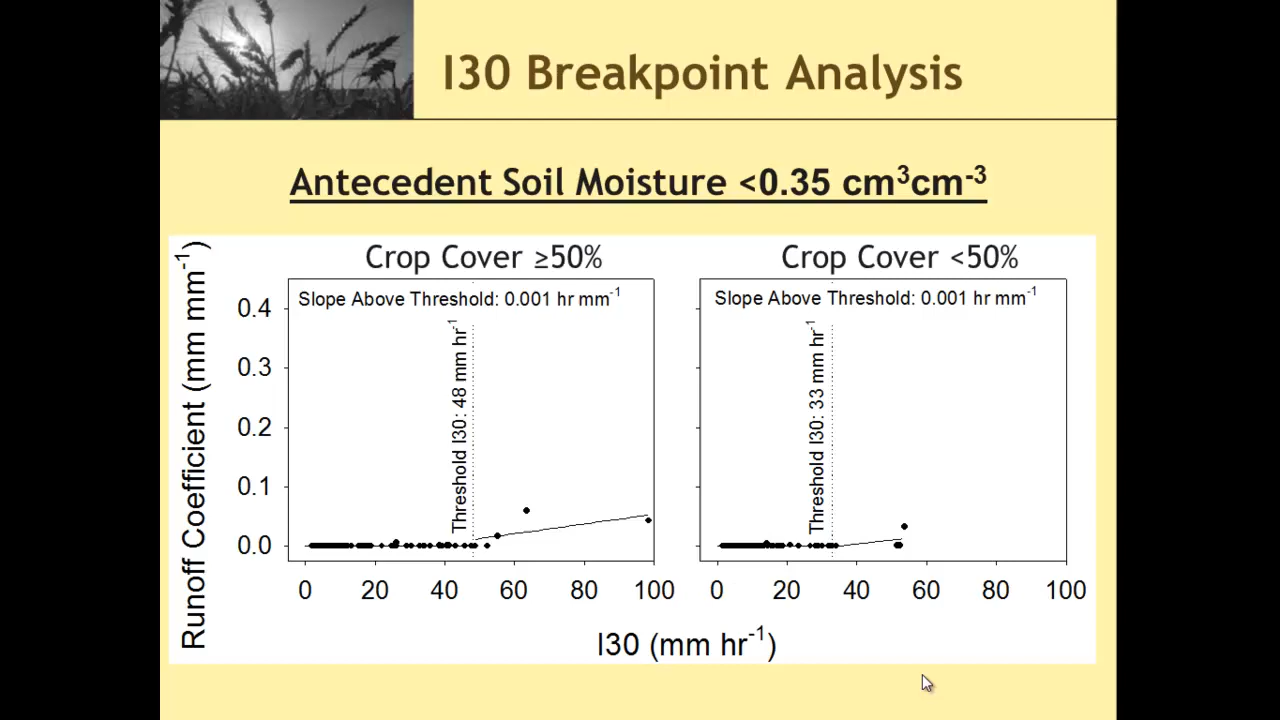 I30 Breakpoint Analysis
Antecedent Soil Moisture <0.35 cm³cm⁻³
Crop Cover ≥50%
Crop Cover <50%
Runoff Coefficient (mm mm⁻¹)
0.4
0.3
0.2
0.1
0.0
Slope Above Threshold: 0.001 hr mm⁻¹
Threshold I30: 48 mm hr⁻¹
Slope Above Threshold: 0.001 hr mm⁻¹
Threshold I30: 33 mm hr⁻¹
0 20 40 60 80 100
0 20 40 60 80 100
I30 (mm hr⁻¹)